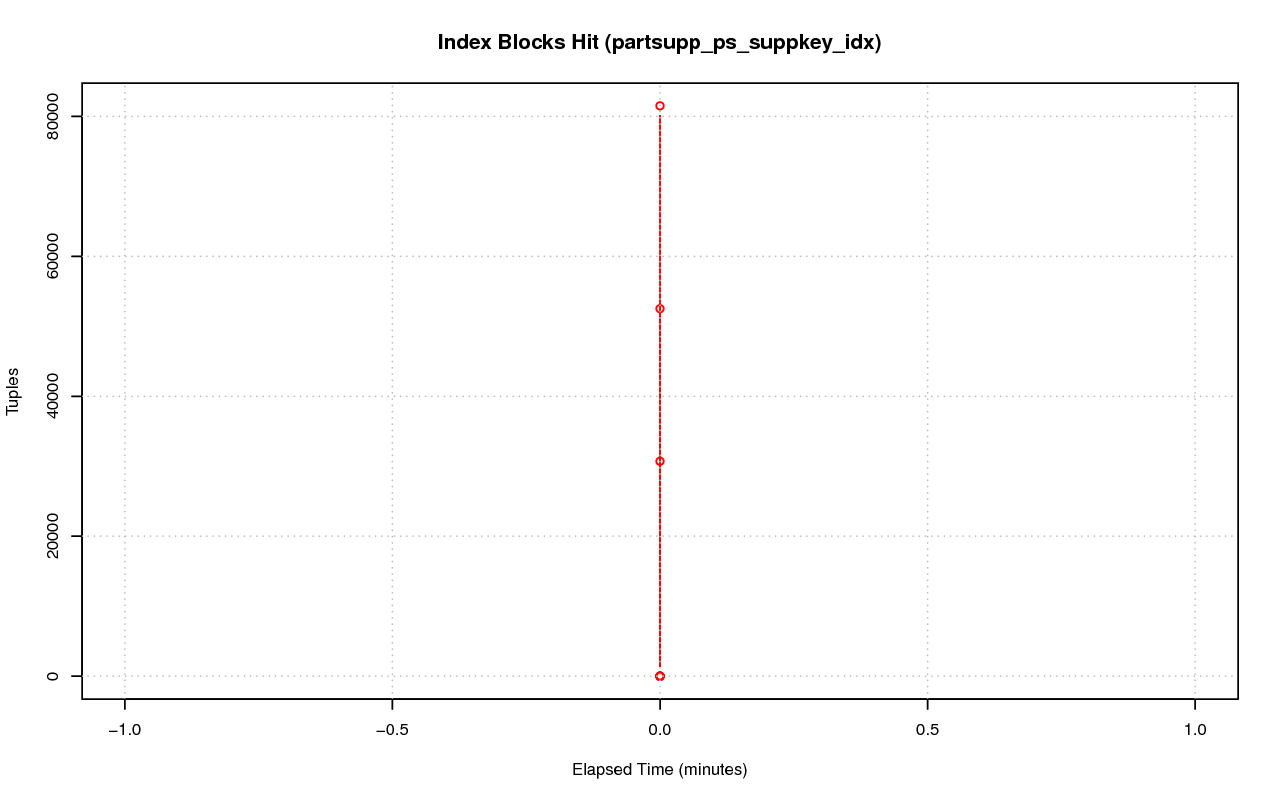 Index Blocks Hit (partsupp_ps_suppkey_idx)
80000
60000
40000
20000
0
Tuples
−1.0 −0.5 0.0 0.5 1.0
Elapsed Time (minutes)